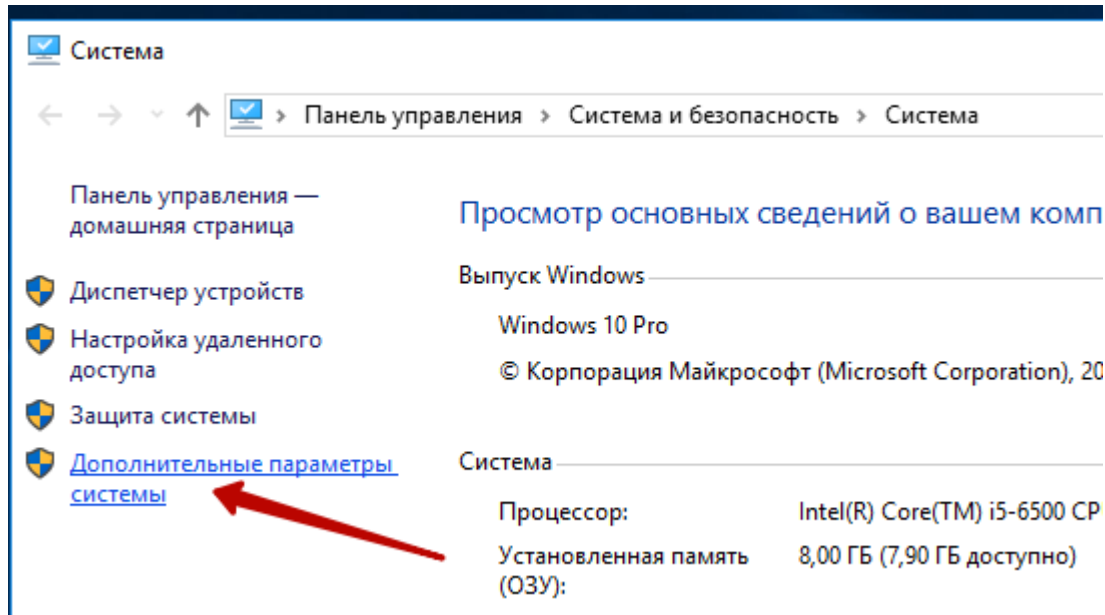 Система
Панель управления > Система и безопасность > Система
Панель управления —
домашняя страница
Диспетчер устройств
Настройка удаленного
доступа
Защита системы
Дополнительные параметры
системы
Просмотр основных сведений о вашем комп
Выпуск Windows
Windows 10 Pro
© Корпорация Майкрософт (Microsoft Corporation), 20
Система
Процессор: Intel(R) Core(TM) i5-6500 CP
Установленная память 8,00 ГБ (7,90 ГБ доступно)
(ОЗУ):